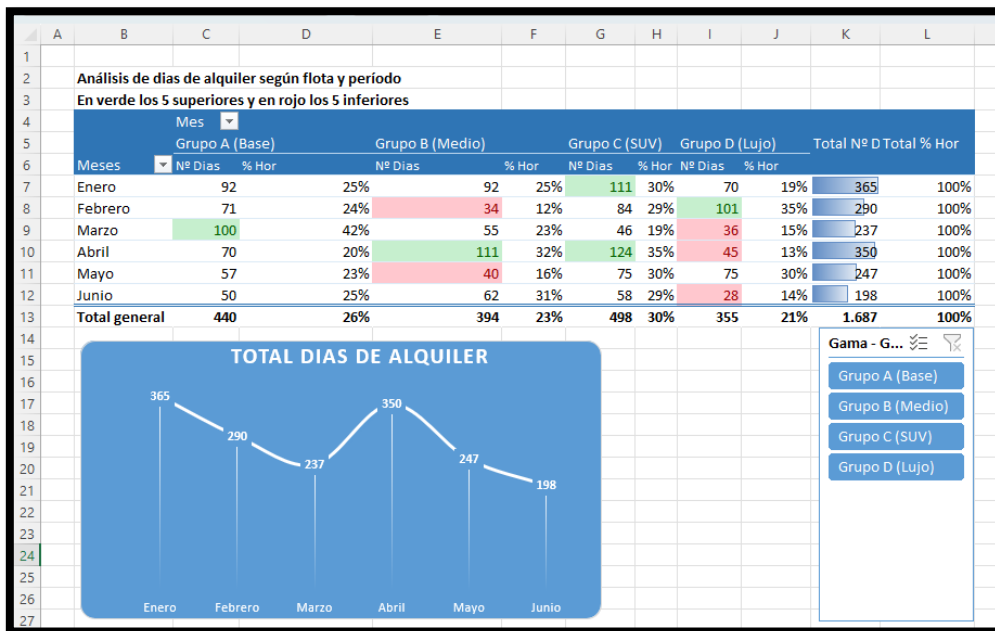 A B C D E F G H I J K L
1
2 Análisis de dias de alquiler según flota y período
3 En verde los 5 superiores y en rojo los 5 inferiores
4 Mes
5 Grupo A (Base) Grupo B (Medio) Grupo C (SUV) Grupo D (Lujo) Total Nº D Total % Hor
6 Meses Nº Dias % Hor Nº Dias % Hor Nº Dias % Hor Nº Dias % Hor
7 Enero 92 25% 92 25% 111 30% 70 19% 365 100%
8 Febrero 71 24% 34 12% 84 29% 101 35% 290 100%
9 Marzo 100 42% 55 23% 46 19% 36 15% 237 100%
10 Abril 70 20% 111 32% 124 35% 45 13% 350 100%
11 Mayo 57 23% 40 16% 75 30% 75 30% 247 100%
12 Junio 50 25% 62 31% 58 29% 28 14% 198 100%
13 Total general 440 26% 394 23% 498 30% 355 21% 1.687 100%
14 Gama - G...
15 TOTAL DIAS DE ALQUILER
16 Grupo A (Base)
17 365 350 Grupo B (Medio)
18 290 Grupo C (SUV)
19 237 247
20 Grupo D (Lujo)
21 198
22
23
24
25
26 Enero Febrero Marzo Abril Mayo Junio
27